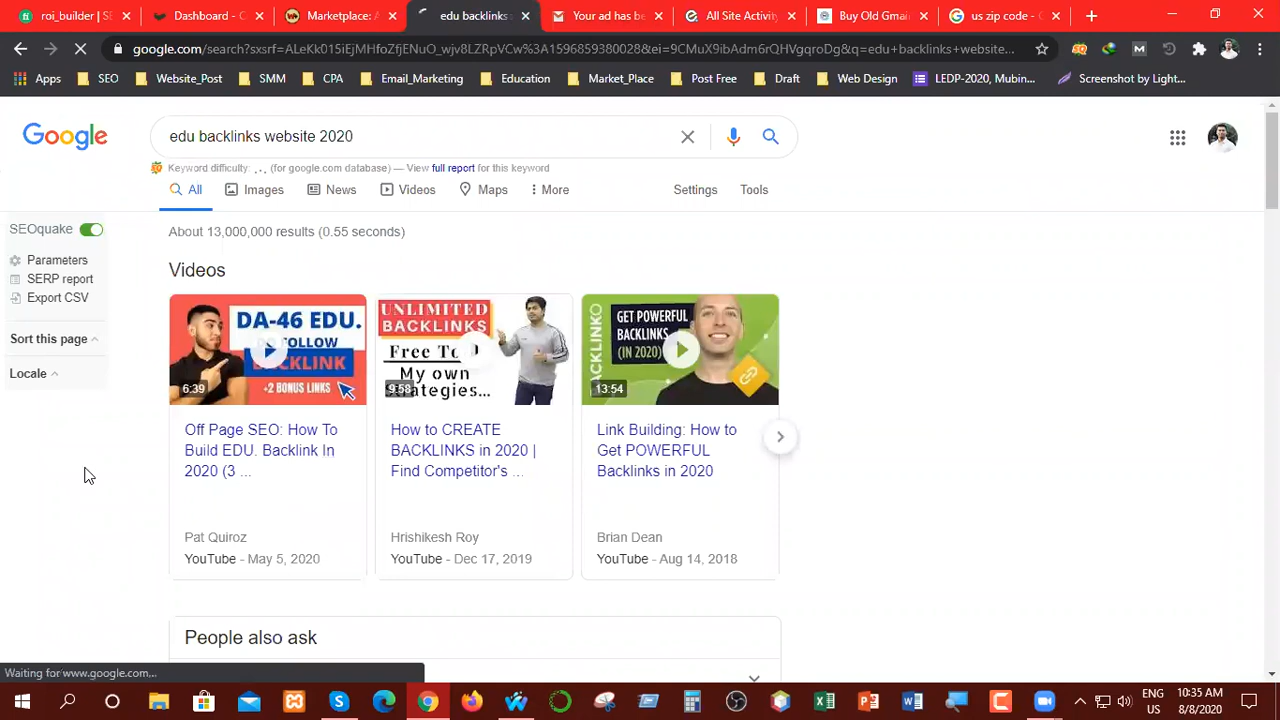 roi_builder | SE
Dashboard - C
Marketplace: A
edu backlinks
Your ad has be
All Site Activity
Buy Old Gmai
us zip code - G
google.com/search?sxsrf=ALeKk015iEjMHfoZfjENuO_wjv8LZRpVCw%3A1596859380028&ei=9CMuX9ibAdm6rQHVgqroDg&q=edu+backlinks+website...
Apps
SEO
Website_Post
SMM
CPA
Email_Marketing
Education
Market_Place
Post Free
Draft
Web Design
LEDP-2020, Mubin...
Screenshot by Light...
Google
edu backlinks website 2020
Keyword difficulty: ... (for google.com database) — View full report for this keyword
All
Images
News
Videos
Maps
More
Settings
Tools
SEOquake
Parameters
SERP report
Export CSV
Sort this page
Locale
About 13,000,000 results (0.55 seconds)
Videos
DA-46 EDU.
DO FOLLOW
BACKLINK
+2 BONUS LINKS
6:39
Off Page SEO: How To
Build EDU. Backlink In
2020 (3 ...
Pat Quiroz
YouTube - May 5, 2020
UNLIMITED
BACKLINKS
My own
Strategies...
9:58
How to CREATE
BACKLINKS in 2020 |
Find Competitor's ...
Hrishikesh Roy
YouTube - Dec 17, 2019
BACKLINKO
GET POWERFUL
BACKLINKS
(IN 2020)
13:54
Link Building: How to
Get POWERFUL
Backlinks in 2020
Brian Dean
YouTube - Aug 14, 2018
People also ask
Waiting for www.google.com...
ENG
US
10:35 AM
8/8/2020